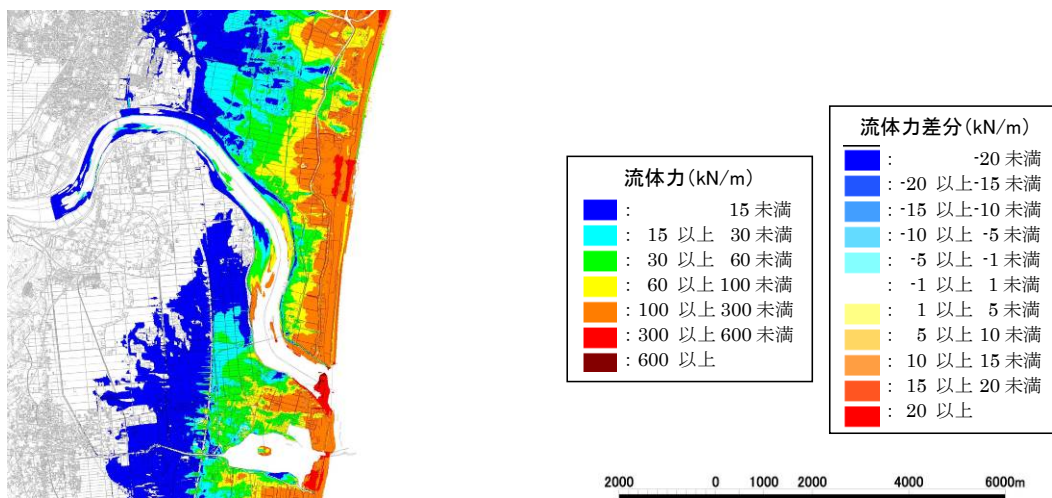 流体力(kN/m)
: 15 未満
: 15 以上 30 未満
: 30 以上 60 未満
: 60 以上 100 未満
: 100 以上 300 未満
: 300 以上 600 未満
: 600 以上
流体力差分(kN/m)
: -20 未満
: -20 以上 -15 未満
: -15 以上 -10 未満
: -10 以上 -5 未満
: -5 以上 -1 未満
: -1 以上 1 未満
: 1 以上 5 未満
: 5 以上 10 未満
: 10 以上 15 未満
: 15 以上 20 未満
: 20 以上
2000 0 1000 2000 4000 6000m